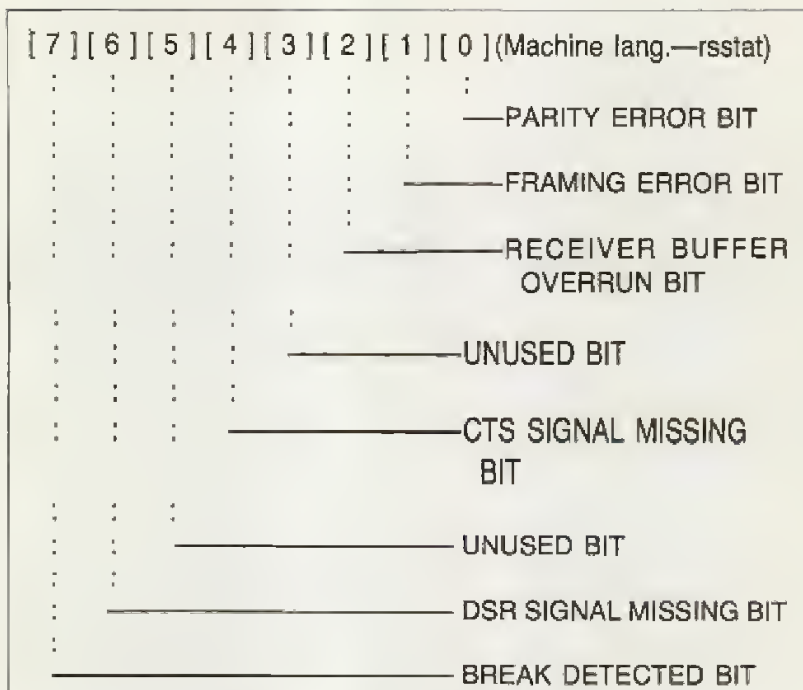 [ 7 ] [ 6 ] [ 5 ] [ 4 ] [ 3 ] [ 2 ] [ 1 ] [ 0 ] (Machine lang.—rsstat)
PARITY ERROR BIT
FRAMING ERROR BIT
RECEIVER BUFFER
OVERRUN BIT
UNUSED BIT
CTS SIGNAL MISSING
BIT
UNUSED BIT
DSR SIGNAL MISSING BIT
BREAK DETECTED BIT